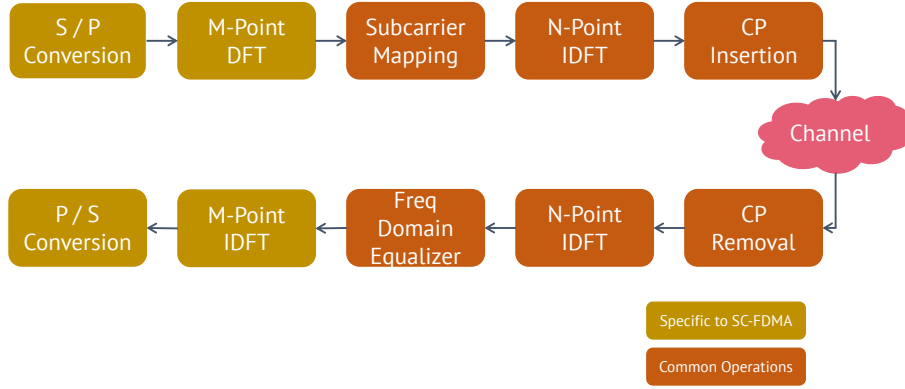 S / P
Conversion
M-Point
DFT
Subcarrier
Mapping
N-Point
IDFT
CP
Insertion
Channel
P / S
Conversion
M-Point
IDFT
Freq
Domain
Equalizer
N-Point
IDFT
CP
Removal
Specific to SC-FDMA
Common Operations